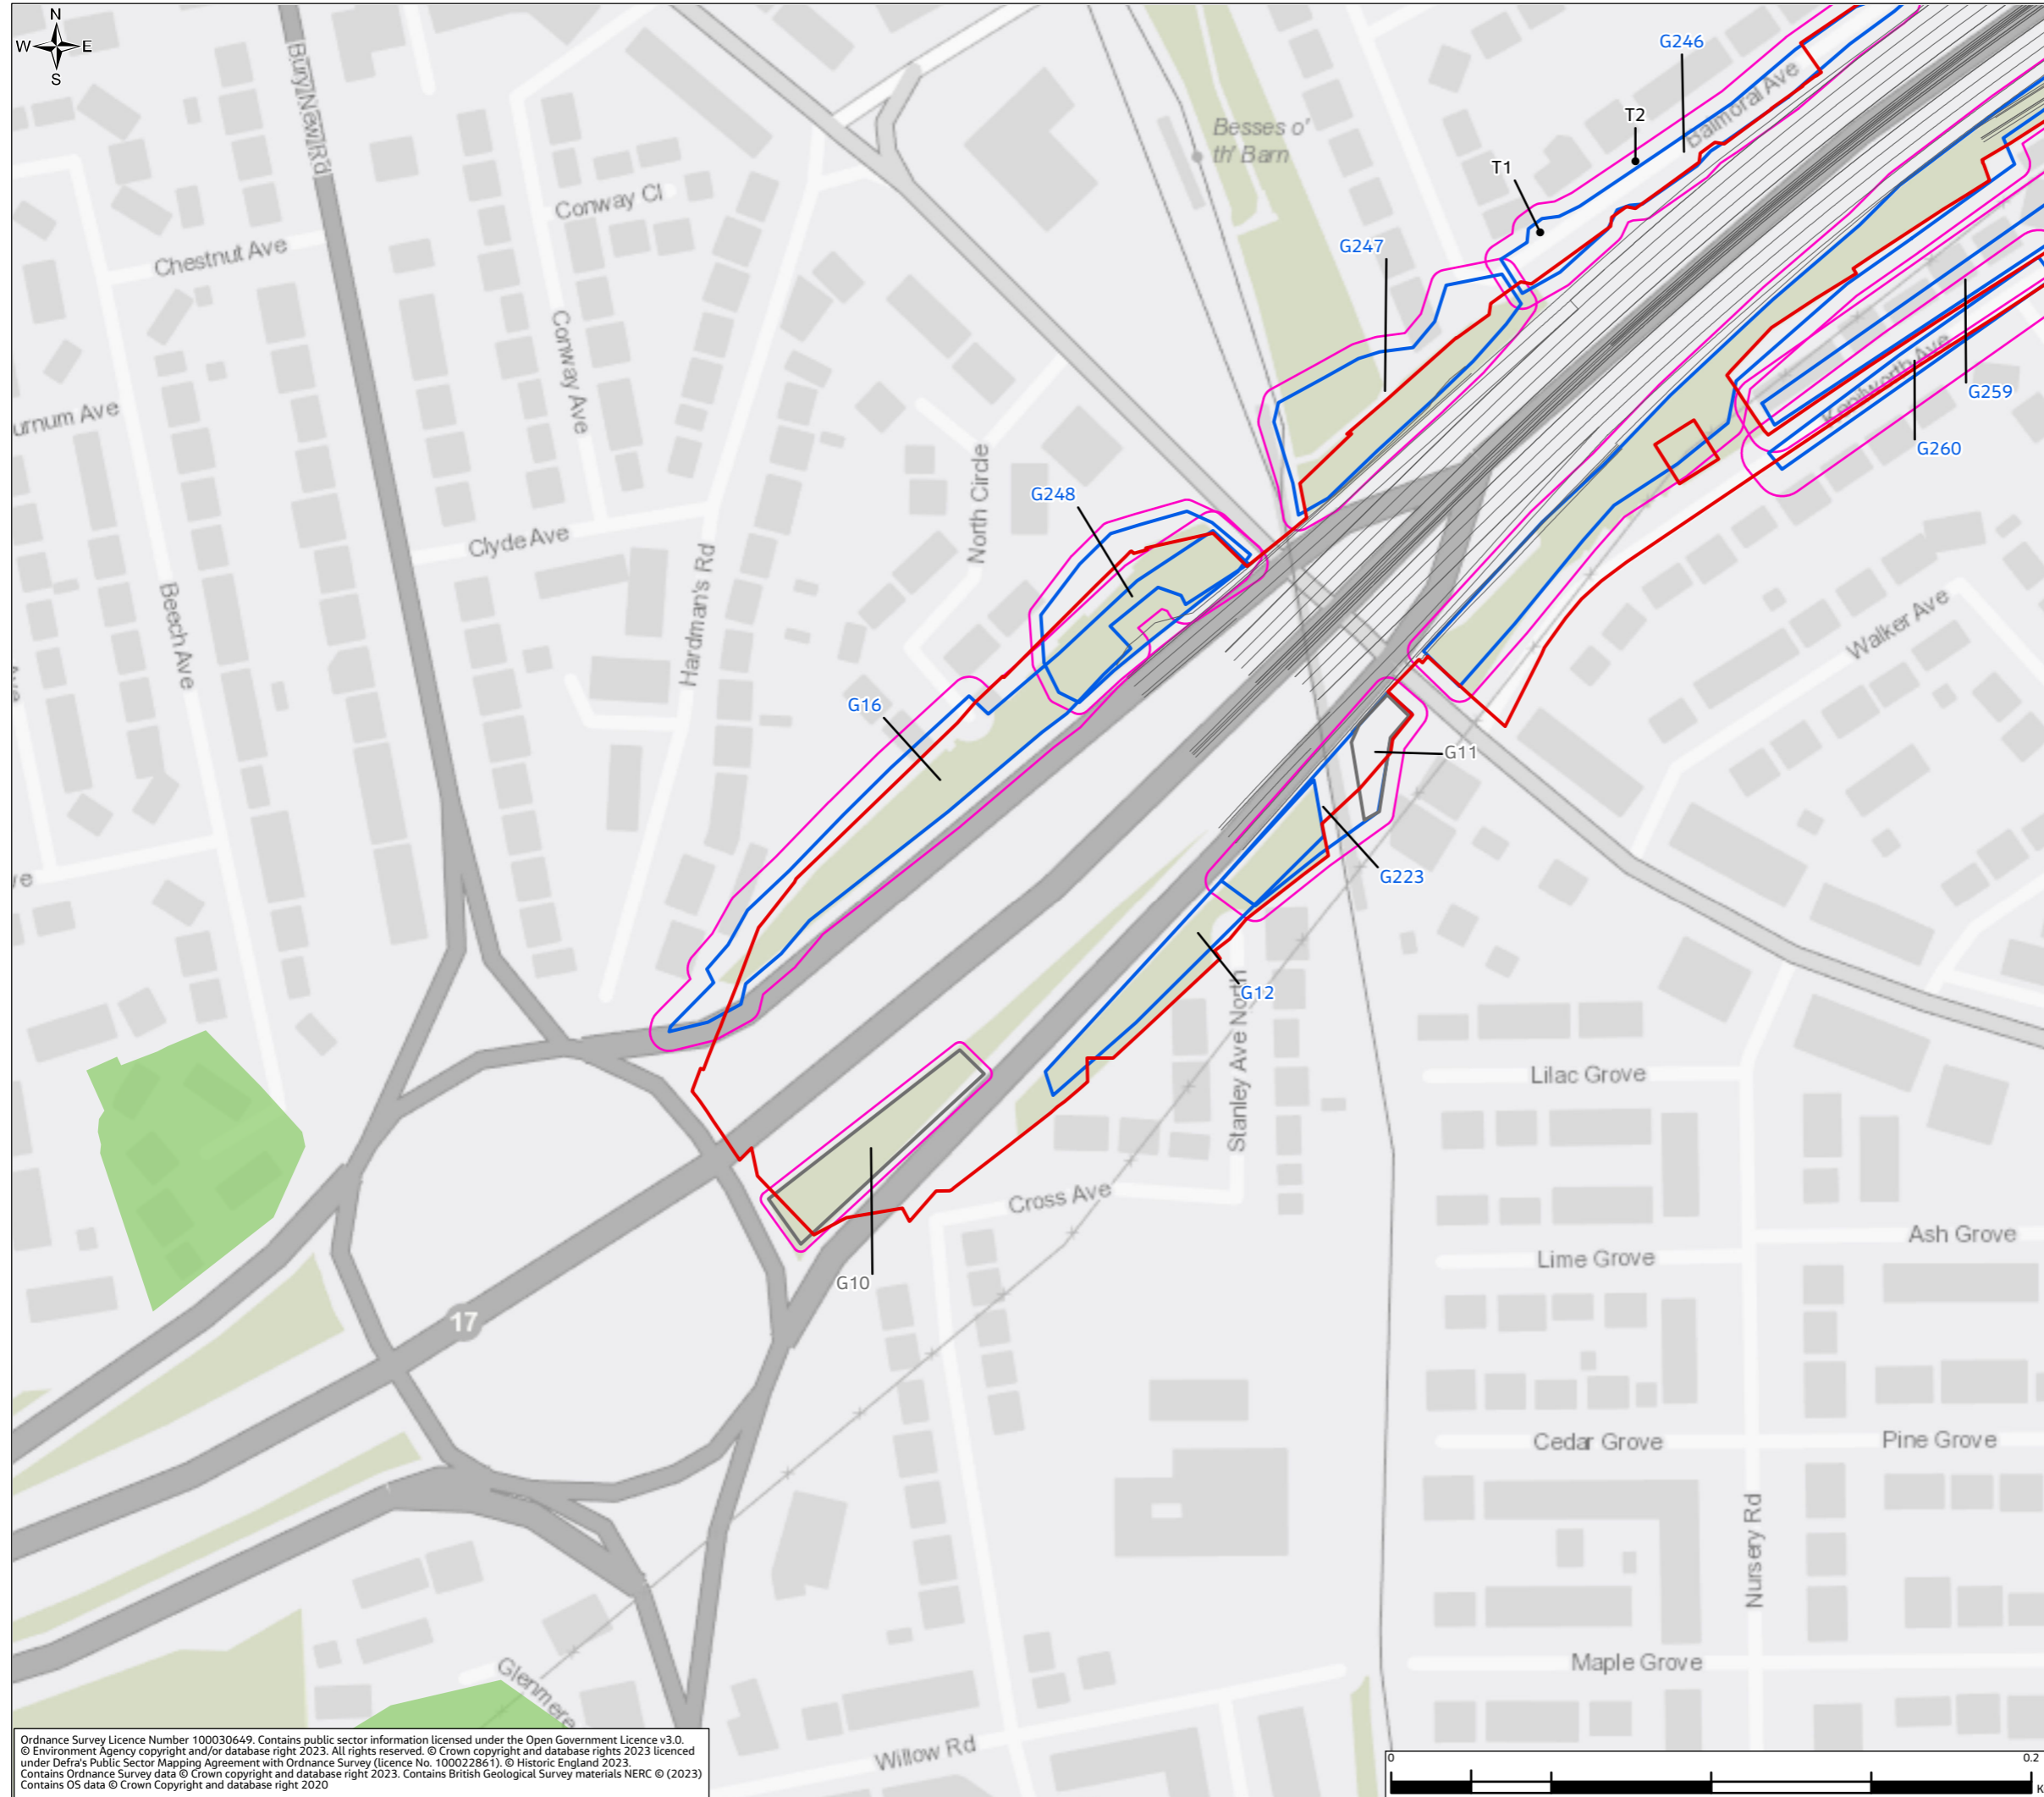 N
W E
S
Bury New Rd
G246
Balmoral Ave
T2
Besses o'
th' Barn
T1
Conway Cl
Chestnut Ave
G247
Conway Ave
Kenilworth Ave
G259
urnum Ave
G260
North Circle
G248
Clyde Ave
Hardman's Rd
Beech Ave
Walker Ave
G16
G11
G223
G12
Stanley Ave North
Lilac Grove
Cross Ave
Ash Grove
Lime Grove
G10
17
Cedar Grove
Pine Grove
Nursery Rd
Maple Grove
Glenmere
Willow Rd
Ordnance Survey Licence Number 100030649. Contains public sector information licensed under the Open Government Licence v3.0.
© Environment Agency copyright and/or database right 2023. All rights reserved. © Crown copyright and database rights 2023 licenced
under Defra's Public Sector Mapping Agreement with Ordnance Survey (licence No. 100022861). © Historic England 2023.
Contains Ordnance Survey data © Crown copyright and database right 2023. Contains British Geological Survey materials NERC © (2023)
Contains OS data © Crown Copyright and database right 2020
0 0.2
K